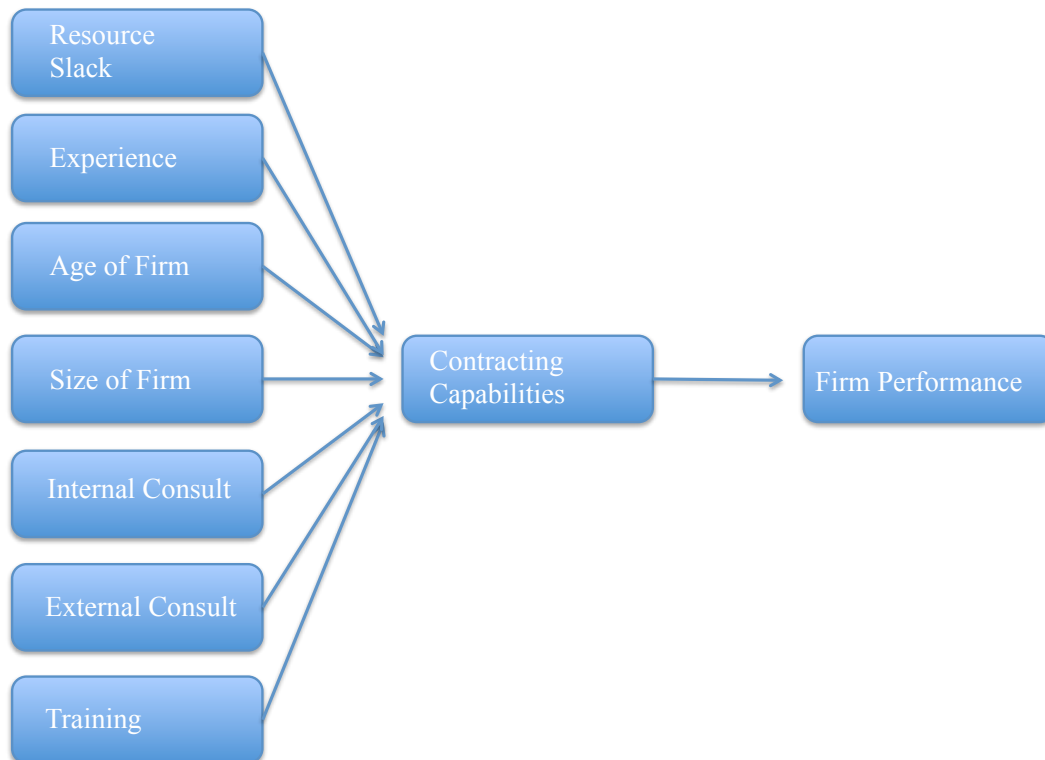 Resource
Slack
Experience
Age of Firm
Size of Firm
Internal Consult
External Consult
Training
Contracting
Capabilities
Firm Performance